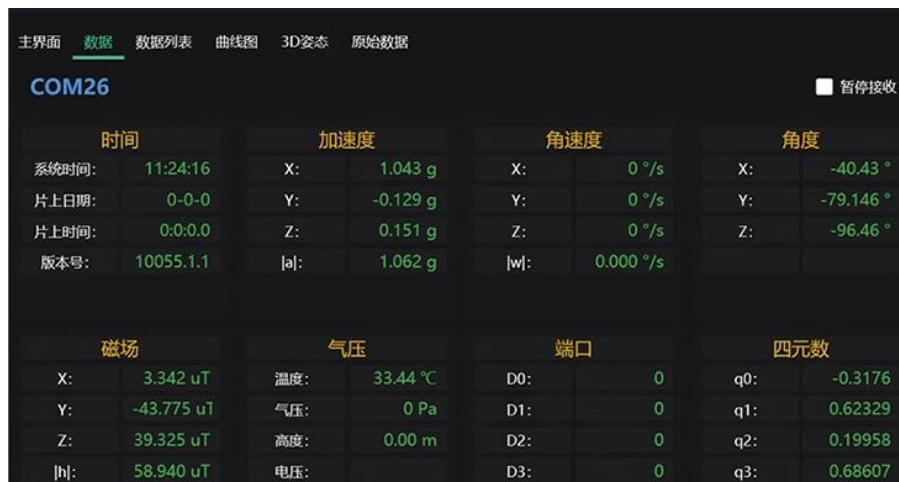 主界面 数据 数据列表 曲线图 3D姿态 原始数据
COM26 暂停接收
时间 加速度 角速度 角度
系统时间: 11:24:16 X: 1.043 g X: 0 °/s X: -40.43 °
片上日期: 0-0-0 Y: -0.129 g Y: 0 °/s Y: -79.146 °
片上时间: 0:0:0.0 Z: 0.151 g Z: 0 °/s Z: -96.46 °
版本号: 10055.1.1 |a|: 1.062 g |w|: 0.000 °/s
磁场 气压 端口 四元数
X: 3.342 uT 温度: 33.44 ℃ D0: 0 q0: -0.3176
Y: -43.775 uT 气压: 0 Pa D1: 0 q1: 0.62329
Z: 39.325 uT 高度: 0.00 m D2: 0 q2: 0.19958
|h|: 58.940 uT 电压: D3: 0 q3: 0.68607